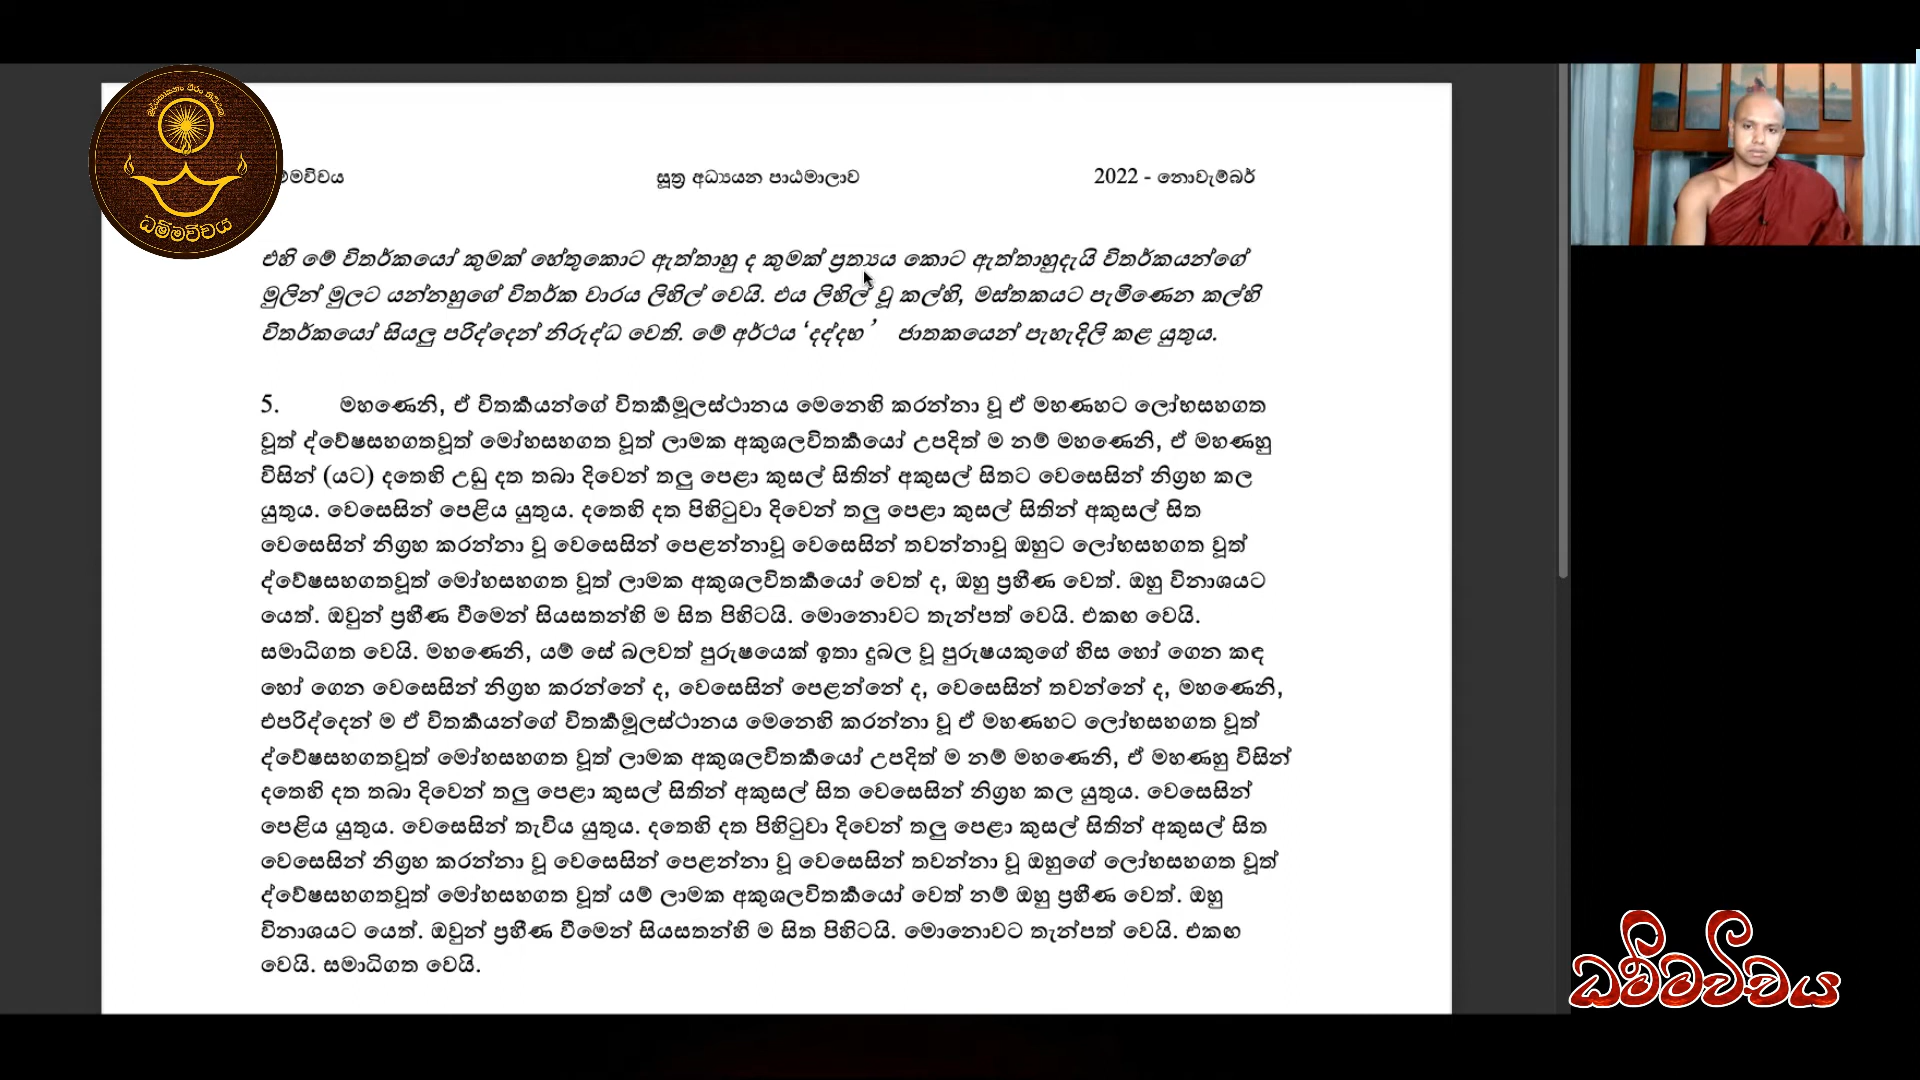 ධම්මවිචය
මමවිචය
සූත්‍ර අධ්‍යයන පාඨමාලාව
2022 - නොවැම්බර්
එහි මේ විතර්කයෝ කුමක් හේතුකොට ඇත්තාහු ද කුමක් ප්‍රත්‍යය කොට ඇත්තාහුදැයි විතර්කයන්ගේ
මුලින් මුලට යන්නහුගේ විතර්ක වාරය ලිහිල් වෙයි. එය ලිහිල් වූ කල්හි, මස්තකයට පැමිණෙන කල්හි
විතර්කයෝ සියලු පරිද්දෙන් නිරුද්ධ වෙති. මේ අර්ථය ‘දද්දභ’ ජාතකයෙන් පැහැදිලි කළ යුතුය.
5. මහණෙනි, ඒ විතර්‍කයන්ගේ විතර්‍කමූලස්ථානය මෙනෙහි කරන්නා වූ ඒ මහණහට ලෝභසහගත
වූත් ද්වේෂසහගතවූත් මෝහසහගත වූත් ලාමක අකුශලවිතර්‍කයෝ උපදිත් ම නම් මහණෙනි, ඒ මහණහු
විසින් (යට) දතෙහි උඩු දත තබා දිවෙන් තලු පෙළා කුසල් සිතින් අකුසල් සිතට වෙසෙසින් නිග්‍රහ කල
යුතුය. වෙසෙසින් පෙළිය යුතුය. දතෙහි දත පිහිටුවා දිවෙන් තලු පෙළා කුසල් සිතින් අකුසල් සිත
වෙසෙසින් නිග්‍රහ කරන්නා වූ වෙසෙසින් පෙළන්නාවූ වෙසෙසින් තවන්නාවූ ඔහුට ලෝභසහගත වූත්
ද්වේෂසහගතවූත් මෝහසහගත වූත් ලාමක අකුශලවිතර්‍කයෝ වෙත් ද, ඔහු ප්‍රහීණ වෙත්. ඔහු විනාශයට
යෙත්. ඔවුන් ප්‍රහීණ වීමෙන් සියසතන්හි ම සිත පිහිටයි. මොනොවට තැන්පත් වෙයි. එකඟ වෙයි.
සමාධිගත වෙයි. මහණෙනි, යම් සේ බලවත් පුරුෂයෙක් ඉතා දුබල වූ පුරුෂයකුගේ හිස හෝ ගෙන කඳ
හෝ ගෙන වෙසෙසින් නිග්‍රහ කරන්නේ ද, වෙසෙසින් පෙළන්නේ ද, වෙසෙසින් තවන්නේ ද, මහණෙනි,
එපරිද්දෙන් ම ඒ විතර්‍කයන්ගේ විතර්‍කමූලස්ථානය මෙනෙහි කරන්නා වූ ඒ මහණහට ලෝභසහගත වූත්
ද්වේෂසහගතවූත් මෝහසහගත වූත් ලාමක අකුශලවිතර්‍කයෝ උපදිත් ම නම් මහණෙනි, ඒ මහණහු විසින්
දතෙහි දත තබා දිවෙන් තලු පෙළා කුසල් සිතින් අකුසල් සිත වෙසෙසින් නිග්‍රහ කල යුතුය. වෙසෙසින්
පෙළිය යුතුය. වෙසෙසින් තැවිය යුතුය. දතෙහි දත පිහිටුවා දිවෙන් තලු පෙළා කුසල් සිතින් අකුසල් සිත
වෙසෙසින් නිග්‍රහ කරන්නා වූ වෙසෙසින් පෙළන්නා වූ වෙසෙසින් තවන්නා වූ ඔහුගේ ලෝභසහගත වූත්
ද්වේෂසහගතවූත් මෝහසහගත වූත් යම් ලාමක අකුශලවිතර්‍කයෝ වෙත් නම් ඔහු ප්‍රහීණ වෙත්. ඔහු
විනාශයට යෙත්. ඔවුන් ප්‍රහීණ වීමෙන් සියසතන්හි ම සිත පිහිටයි. මොනොවට තැන්පත් වෙයි. එකඟ
වෙයි. සමාධිගත වෙයි.
ධම්මවිචය